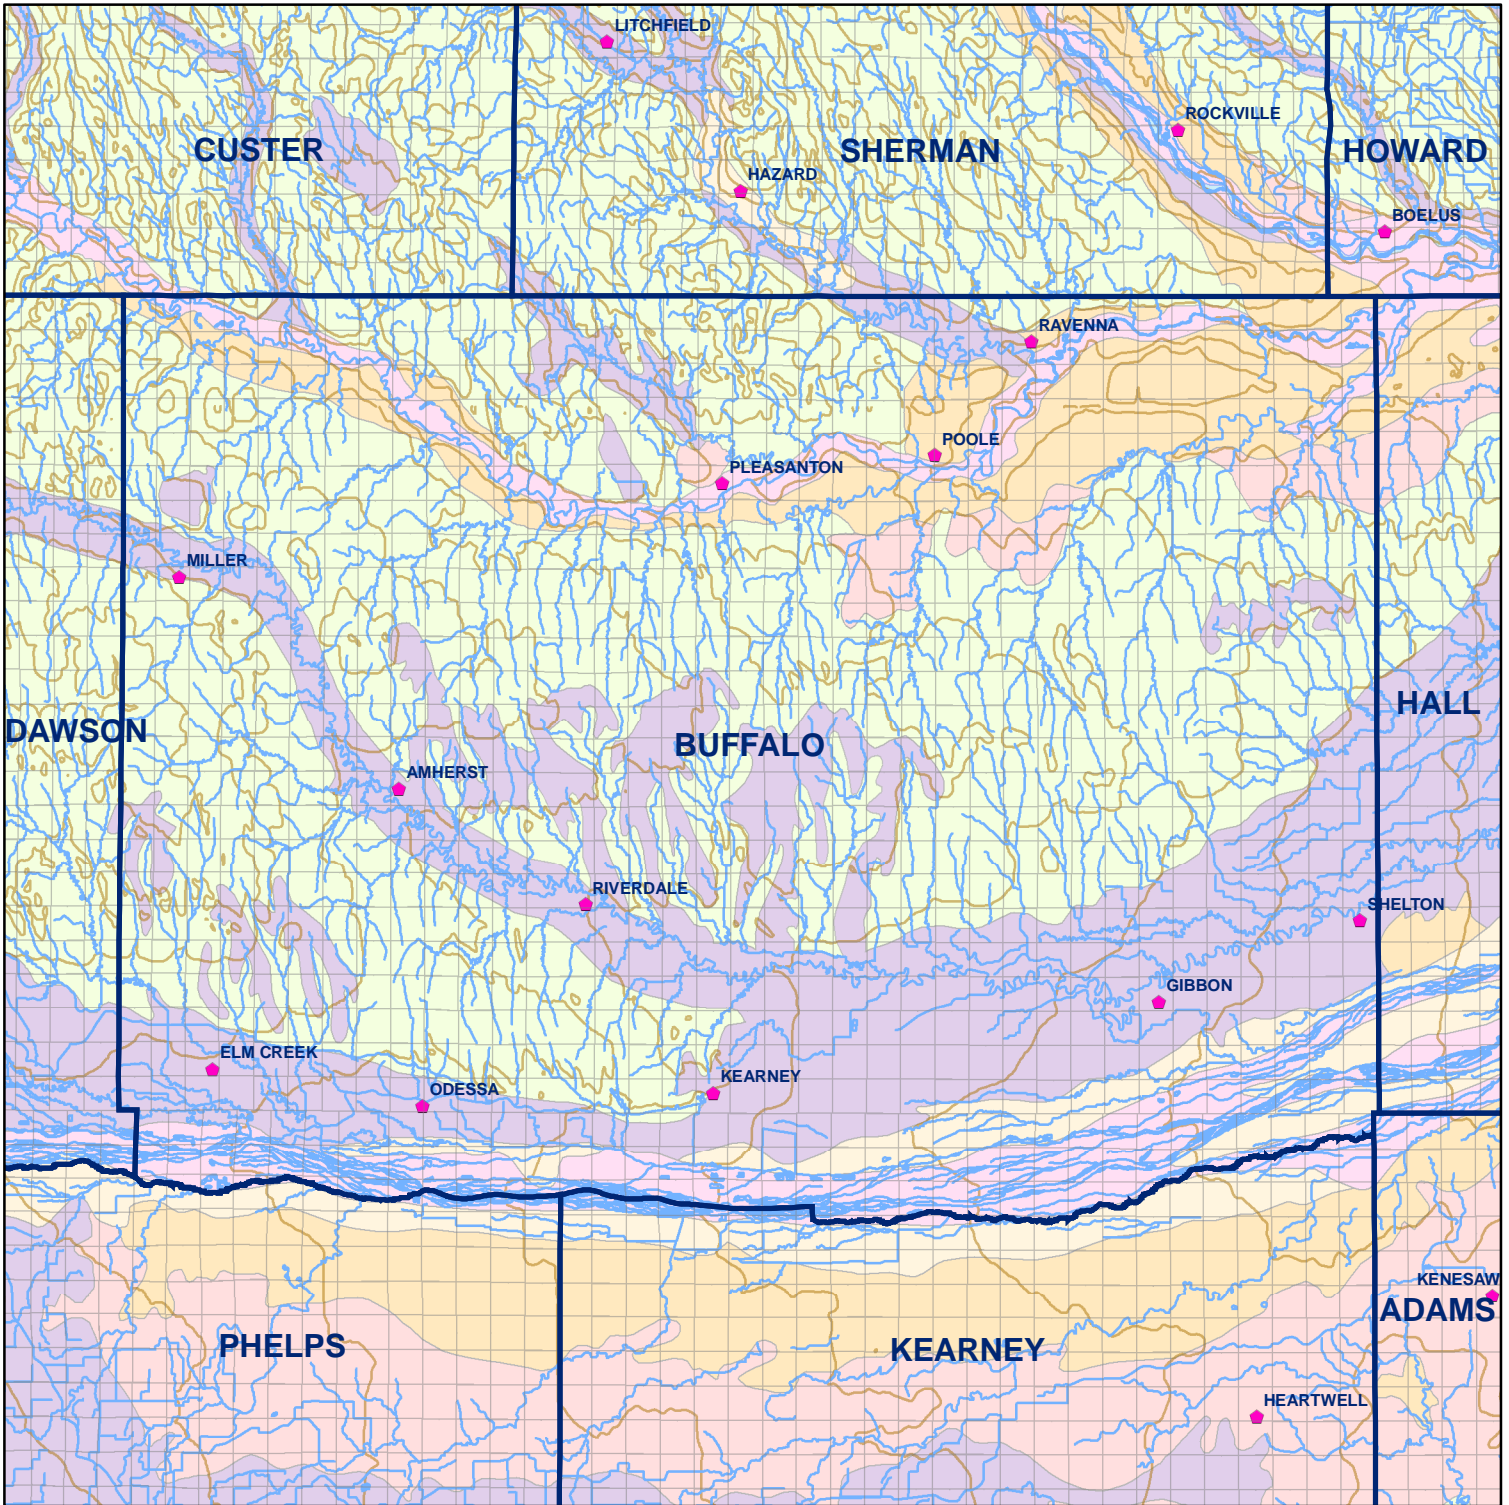 LITCHFIELD
ROCKVILLE
CUSTER
SHERMAN
HOWARD
HAZARD
BOELUS
RAVENNA
POOLE
PLEASANTON
MILLER
HALL
DAWSON
BUFFALO
AMHERST
RIVERDALE
SHELTON
GIBBON
ELM CREEK
KEARNEY
ODESSA
KENESAW
ADAMS
PHELPS
KEARNEY
HEARTWELL